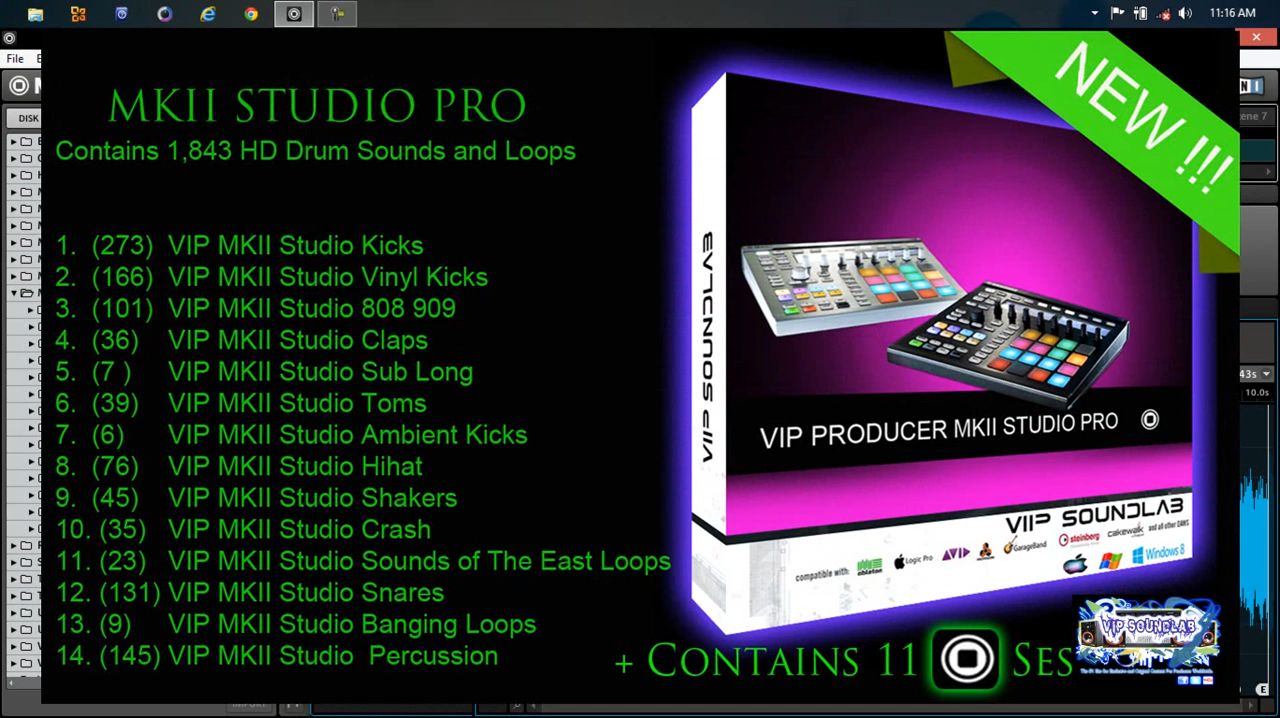 11:16 AM
File
DISK
MKII STUDIO PRO
Contains 1,843 HD Drum Sounds and Loops
1. (273) VIP MKII Studio Kicks
2. (166) VIP MKII Studio Vinyl Kicks
3. (101) VIP MKII Studio 808 909
4. (36) VIP MKII Studio Claps
5. (7 ) VIP MKII Studio Sub Long
6. (39) VIP MKII Studio Toms
7. (6) VIP MKII Studio Ambient Kicks
8. (76) VIP MKII Studio Hihat
9. (45) VIP MKII Studio Shakers
10. (35) VIP MKII Studio Crash
11. (23) VIP MKII Studio Sounds of The East Loops
12. (131) VIP MKII Studio Snares
13. (9) VIP MKII Studio Banging Loops
14. (145) VIP MKII Studio Percussion
NEW !!!
VIP SOUNDLAB
VIP PRODUCER MKII STUDIO PRO
VIIP SOUNDLAB
compatible with:
ableton
Logic Pro
AVID
GarageBand
steinberg
cakewalk
and all other DAWS
Windows 8
+ CONTAINS 11
SES
VIP SOUNDLAB
10.0s
IMPORT